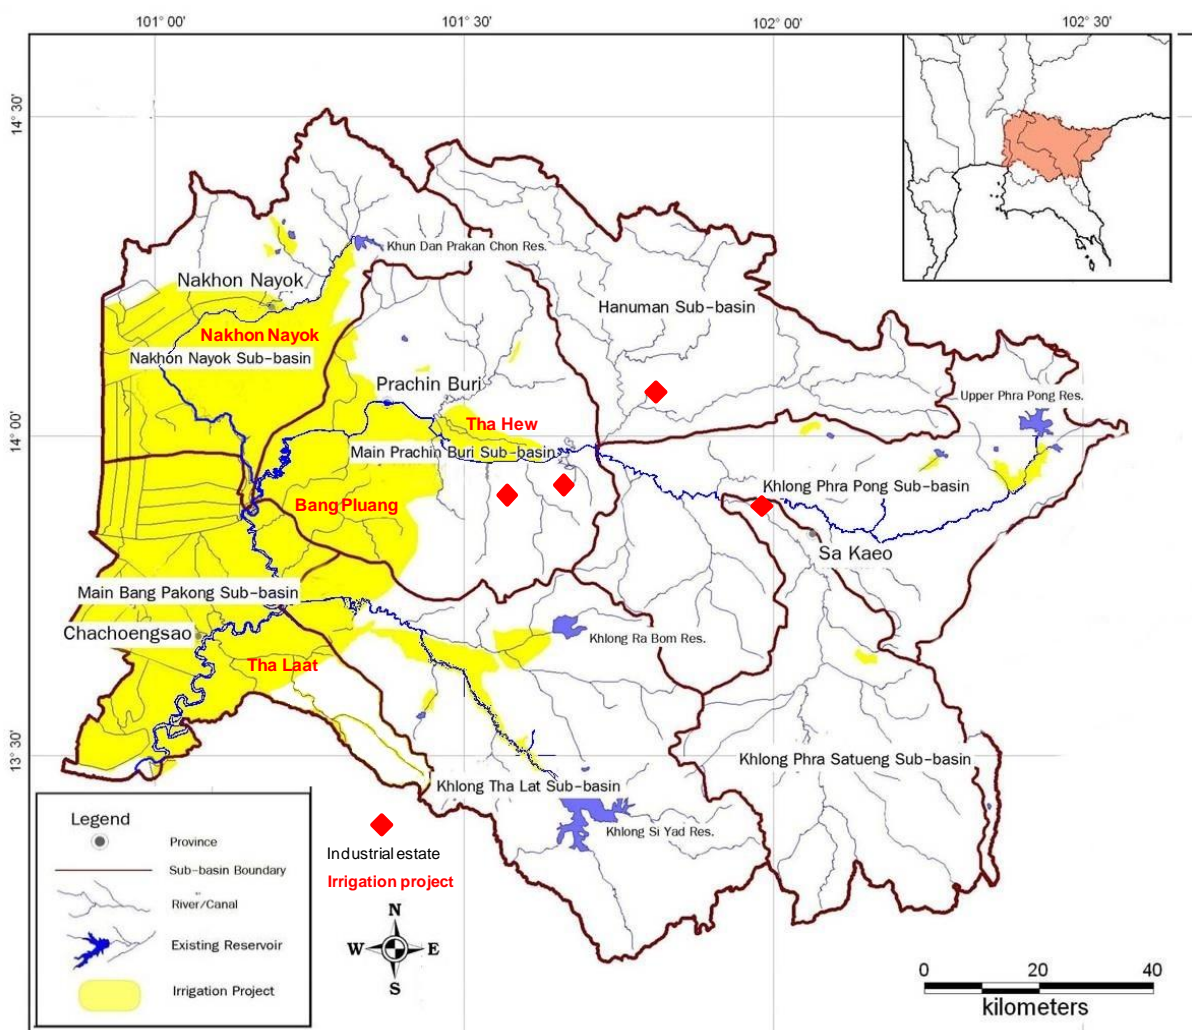 101° 00'
101° 30'
102° 00'
102° 30'
14° 30'
14° 00'
13° 30'
Khun Dan Prakan Chon Res.
Nakhon Nayok
Hanuman Sub-basin
Nakhon Nayok
Nakhon Nayok Sub-basin
Prachin Buri
Upper Phra Pong Res.
Tha Hew
Main Prachin Buri Sub-basin
Khlong Phra Pong Sub-basin
Bang Pluang
Sa Kaeo
Main Bang Pakong Sub-basin
Chachoengsao
Khlong Ra Bom Res.
Tha Laat
Khlong Phra Satueng Sub-basin
Khlong Tha Lat Sub-basin
Khlong Si Yad Res.
Legend
Province
Sub-basin Boundary
River/Canal
Existing Reservoir
Irrigation Project
Industrial estate
Irrigation project
N
W
E
S
0
20
40
kilometers